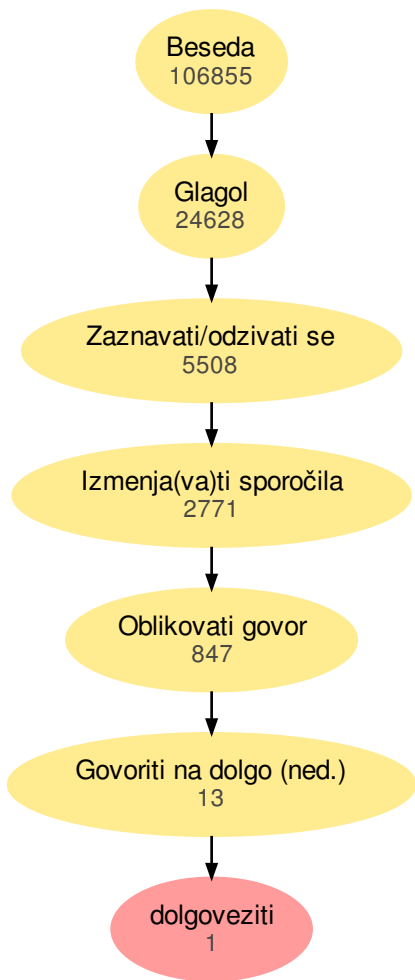 Beseda
106855
Glagol
24628
Zaznavati/odzivati se
5508
Izmenja(va)ti sporočila
2771
Oblikovati govor
847
Govoriti na dolgo (ned.)
13
dolgoveziti
1